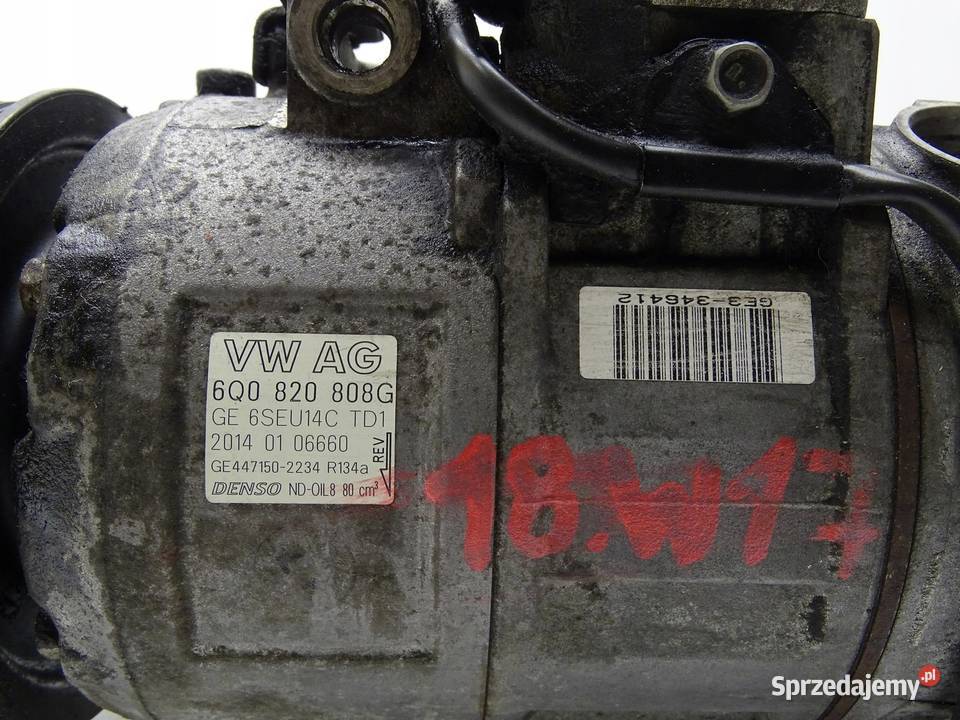 GE3-346412
VW AG
6Q0 820 808G
GE 6SEU14C TD1
2014 01 06660
REV
GE447150-2234 R134a
DENSO ND-OIL8 80 cm³
18.W17
Sprzedajemy.pl